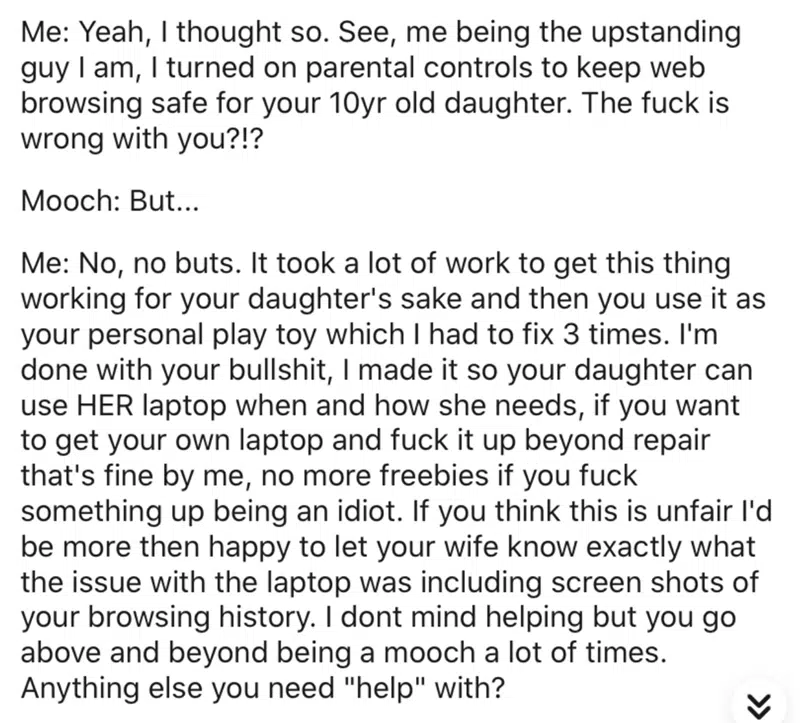 Me: Yeah, I thought so. See, me being the upstanding
guy I am, I turned on parental controls to keep web
browsing safe for your 10yr old daughter. The fuck is
wrong with you?!?
Mooch: But...
Me: No, no buts. It took a lot of work to get this thing
working for your daughter's sake and then you use it as
your personal play toy which I had to fix 3 times. I'm
done with your bullshit, I made it so your daughter can
use HER laptop when and how she needs, if you want
to get your own laptop and fuck it up beyond repair
that's fine by me, no more freebies if you fuck
something up being an idiot. If you think this is unfair I'd
be more then happy to let your wife know exactly what
the issue with the laptop was including screen shots of
your browsing history. I dont mind helping but you go
above and beyond being a mooch a lot of times.
Anything else you need "help" with?